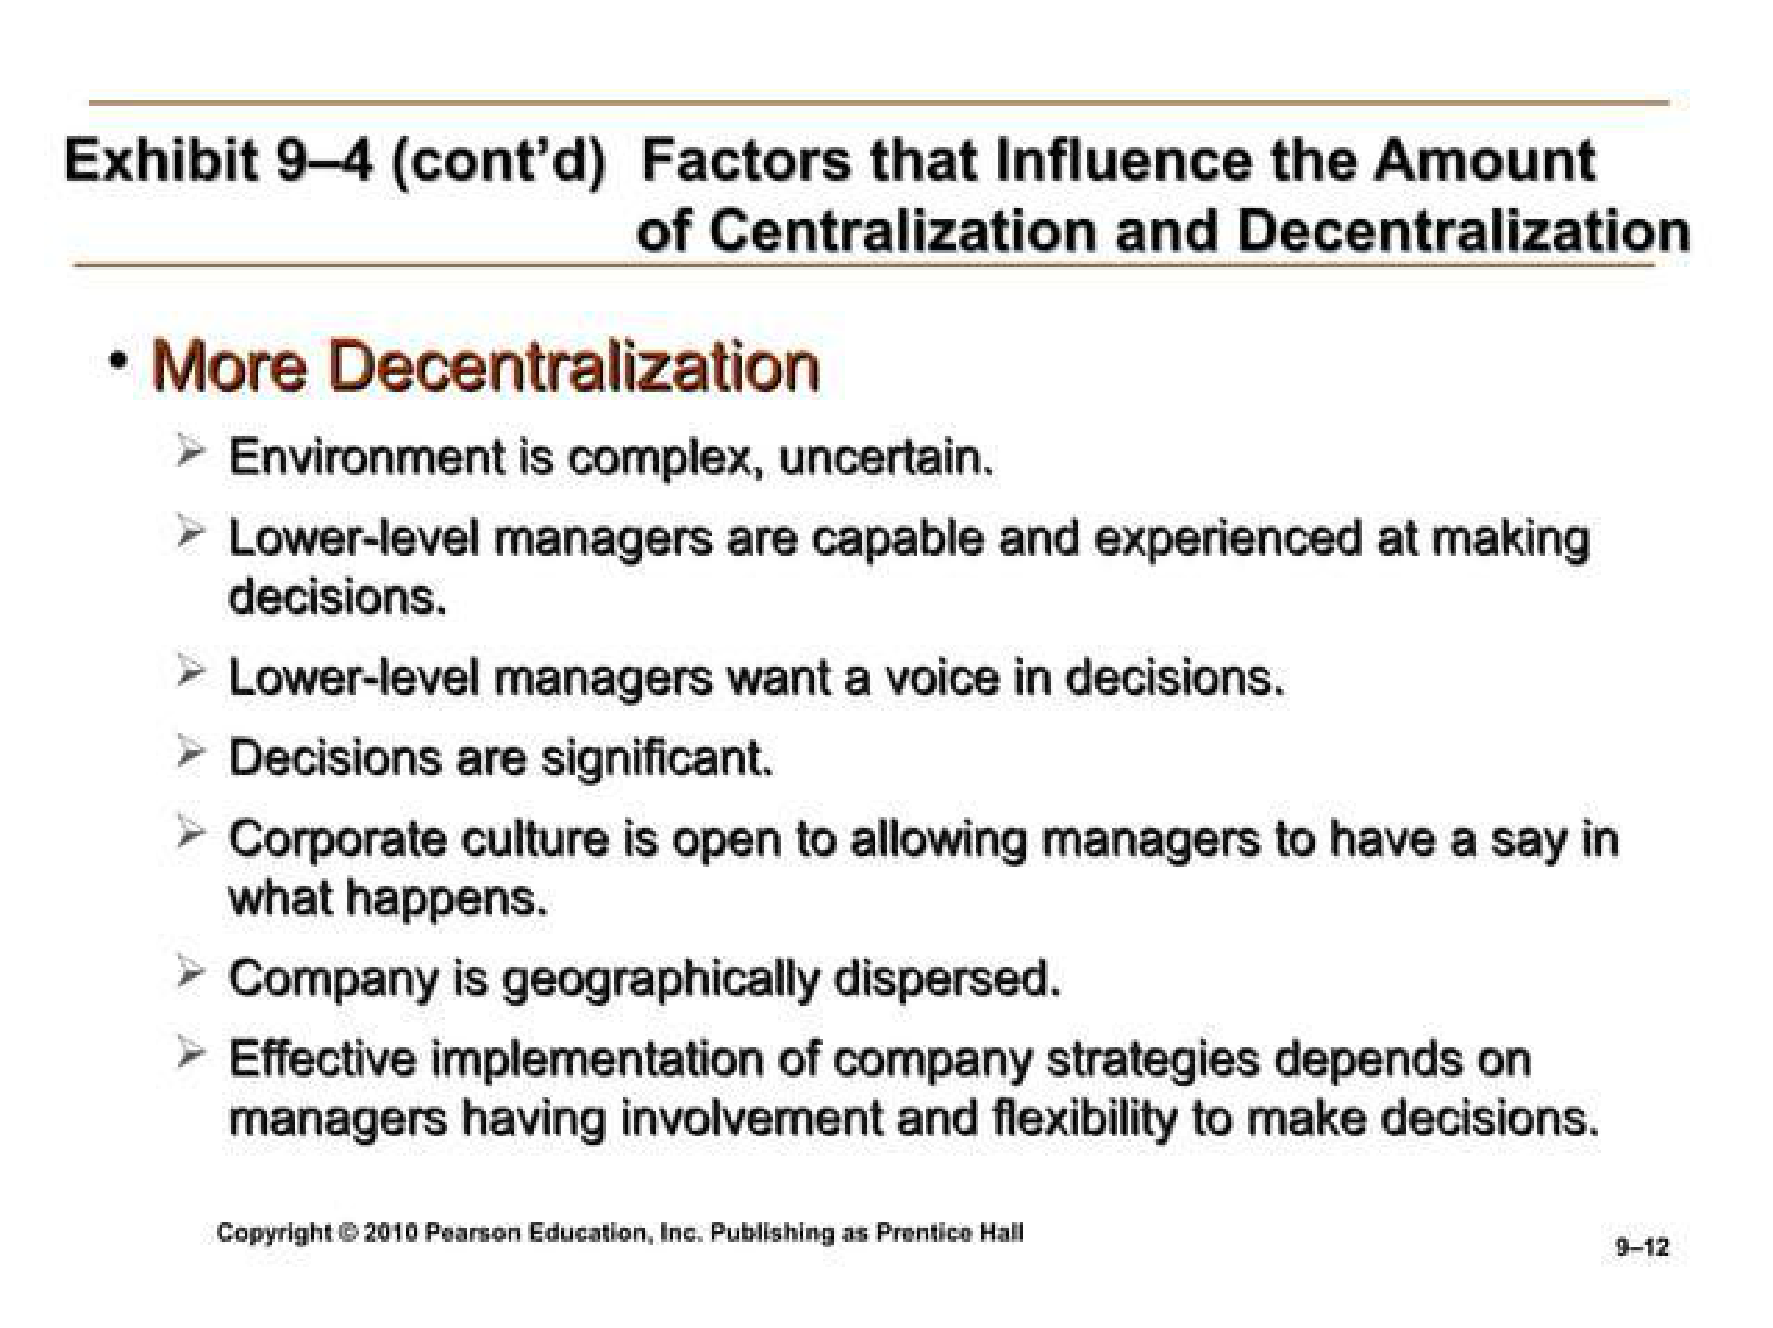 Exhibit 9–4 (cont’d) Factors that Influence the Amount
of Centralization and Decentralization
• More Decentralization
➢ Environment is complex, uncertain.
➢ Lower-level managers are capable and experienced at making
decisions.
➢ Lower-level managers want a voice in decisions.
➢ Decisions are significant.
➢ Corporate culture is open to allowing managers to have a say in
what happens.
➢ Company is geographically dispersed.
➢ Effective implementation of company strategies depends on
managers having involvement and flexibility to make decisions.
Copyright © 2010 Pearson Education, Inc. Publishing as Prentice Hall
9–12